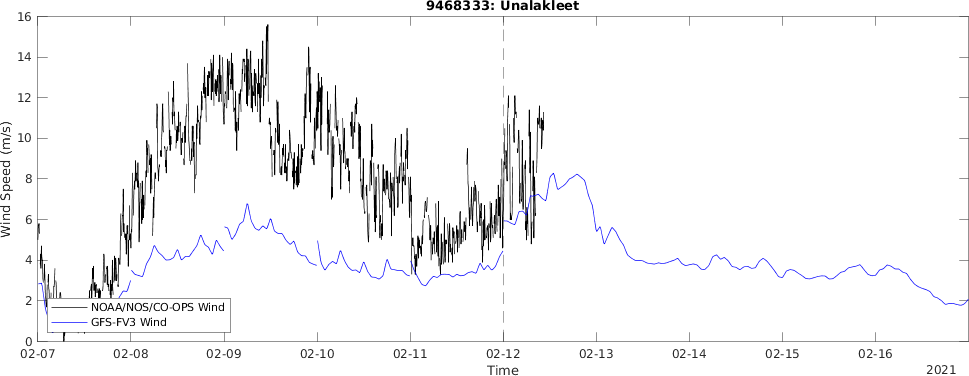 9468333: Unalakleet
Wind Speed (m/s)
16
14
12
10
8
6
4
2
0
NOAA/NOS/CO-OPS Wind
GFS-FV3 Wind
02-07 02-08 02-09 02-10 02-11 02-12 02-13 02-14 02-15 02-16
Time
2021